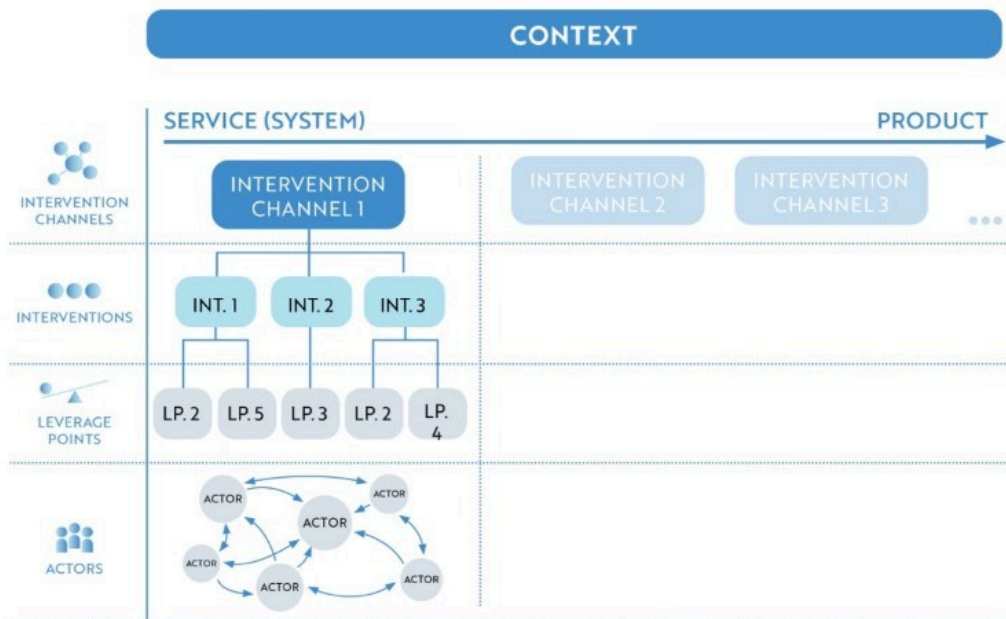 CONTEXT
SERVICE (SYSTEM)
PRODUCT
INTERVENTION
CHANNELS
INTERVENTION
CHANNEL 1
INTERVENTION
CHANNEL 2
INTERVENTION
CHANNEL 3
INTERVENTIONS
INT. 1
INT. 2
INT. 3
LEVERAGE
POINTS
LP. 2
LP. 5
LP. 3
LP. 2
LP.
4
ACTORS
ACTOR
ACTOR
ACTOR
ACTOR
ACTOR
ACTOR